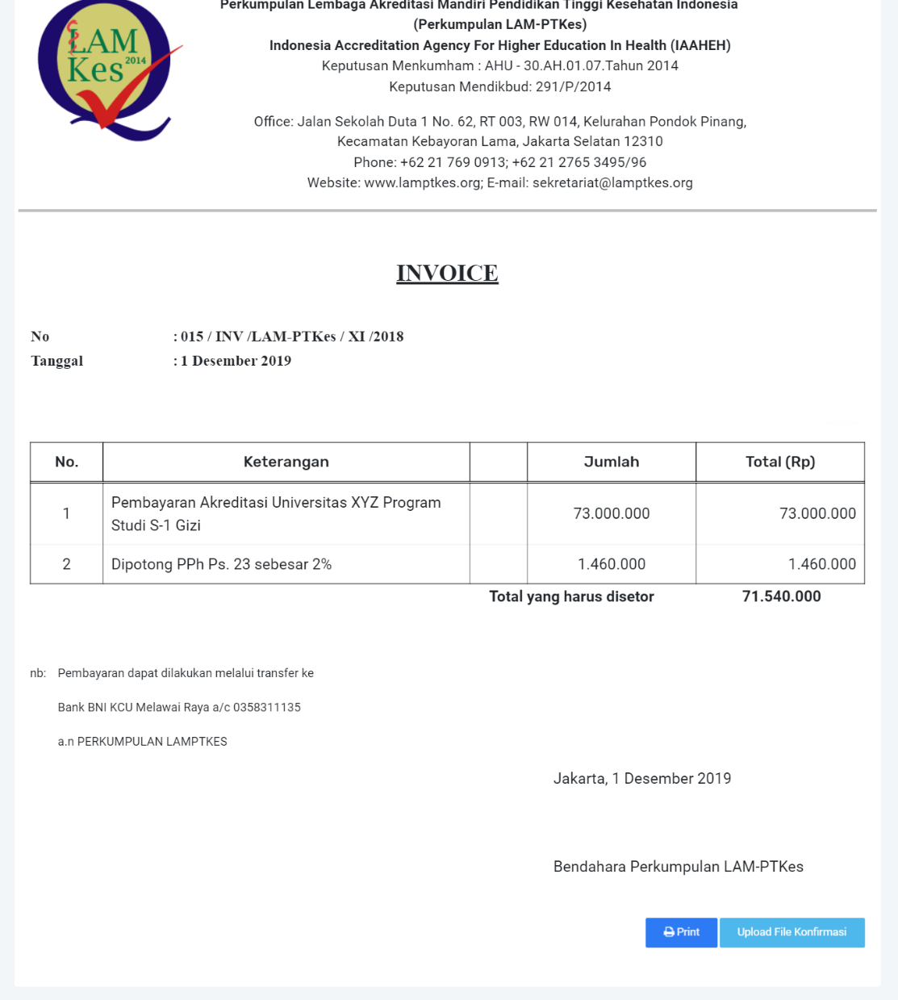 Perkumpulan Lembaga Akreditasi Mandiri Pendidikan Tinggi Kesehatan Indonesia
(Perkumpulan LAM-PTKes)
Indonesia Accreditation Agency For Higher Education In Health (IAAHEH)
Keputusan Menkumham : AHU - 30.AH.01.07.Tahun 2014
Keputusan Mendikbud: 291/P/2014
LAM
Kes 2014
Office: Jalan Sekolah Duta 1 No. 62, RT 003, RW 014, Kelurahan Pondok Pinang,
Kecamatan Kebayoran Lama, Jakarta Selatan 12310
Phone: +62 21 769 0913; +62 21 2765 3495/96
Website: www.lamptkes.org; E-mail: sekretariat@lamptkes.org
INVOICE
No : 015 / INV /LAM-PTKes / XI /2018
Tanggal : 1 Desember 2019
No. Keterangan Jumlah Total (Rp)
1 Pembayaran Akreditasi Universitas XYZ Program
Studi S-1 Gizi 73.000.000 73.000.000
2 Dipotong PPh Ps. 23 sebesar 2% 1.460.000 1.460.000
Total yang harus disetor 71.540.000
nb: Pembayaran dapat dilakukan melalui transfer ke
Bank BNI KCU Melawai Raya a/c 0358311135
a.n PERKUMPULAN LAMPTKES
Jakarta, 1 Desember 2019
Bendahara Perkumpulan LAM-PTKes
Print Upload File Konfirmasi